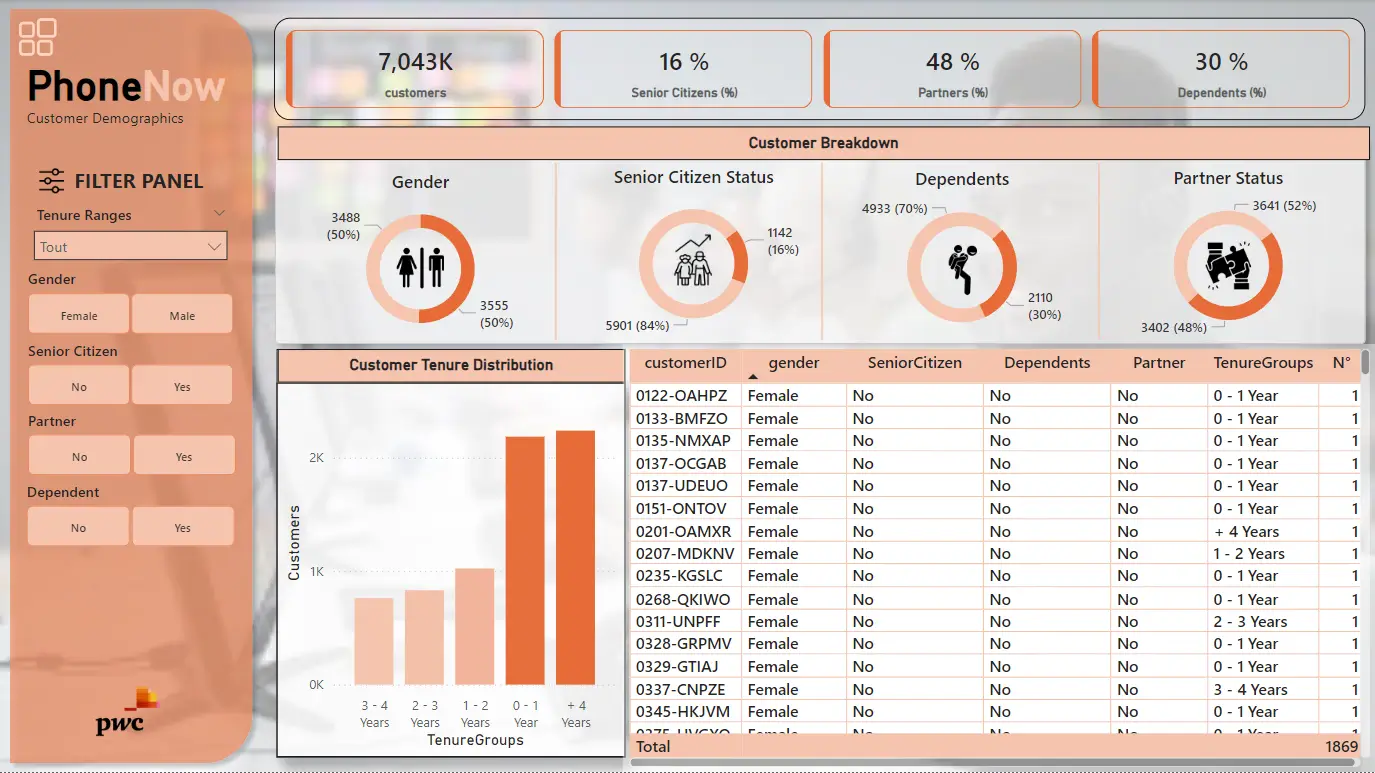 PhoneNow
Customer Demographics
FILTER PANEL
Tenure Ranges
Tout
Gender
Female Male
Senior Citizen
No Yes
Partner
No Yes
Dependent
No Yes
pwc
7,043K
customers
16 %
Senior Citizens (%)
48 %
Partners (%)
30 %
Dependents (%)
Customer Breakdown
Gender
3488
(50%)
3555
(50%)
Senior Citizen Status
1142
(16%)
5901 (84%)
Dependents
4933 (70%)
2110
(30%)
Partner Status
3641 (52%)
3402 (48%)
Customer Tenure Distribution
Customers
2K
1K
0K
3 - 4
Years
2 - 3
Years
1 - 2
Years
0 - 1
Year
+ 4
Years
TenureGroups
customerID gender SeniorCitizen Dependents Partner TenureGroups N°
0122-OAHPZ Female No No No 0 - 1 Year 1
0133-BMFZO Female No No No 0 - 1 Year 1
0135-NMXAP Female No No No 0 - 1 Year 1
0137-OCGAB Female No No No 0 - 1 Year 1
0137-UDEUO Female No No No 0 - 1 Year 1
0151-ONTOV Female No No No 0 - 1 Year 1
0201-OAMXR Female No No No + 4 Years 1
0207-MDKNV Female No No No 1 - 2 Years 1
0235-KGSLC Female No No No 0 - 1 Year 1
0268-QKIWO Female No No No 0 - 1 Year 1
0311-UNPFF Female No No No 2 - 3 Years 1
0328-GRPMV Female No No No 0 - 1 Year 1
0329-GTIAJ Female No No No 0 - 1 Year 1
0337-CNPZE Female No No No 3 - 4 Years 1
0345-HKJVM Female No No No 0 - 1 Year 1
Total 1869